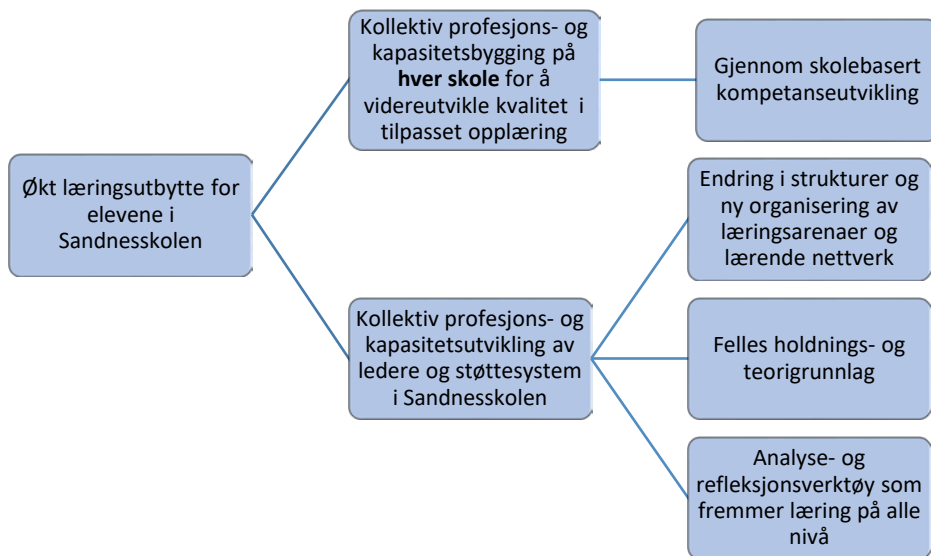 Økt læringsutbytte for
elevene i
Sandnesskolen
Kollektiv profesjons- og
kapasitetsbygging på
hver skole for å
videreutvikle kvalitet i
tilpasset opplæring
Gjennom skolebasert
kompetanseutvikling
Kollektiv profesjons- og
kapasitetsutvikling av
ledere og støttesystem
i Sandnesskolen
Endring i strukturer og
ny organisering av
læringsarenaer og
lærende nettverk
Felles holdnings- og
teorigrunnlag
Analyse- og
refleksjonsverktøy som
fremmer læring på alle
nivå